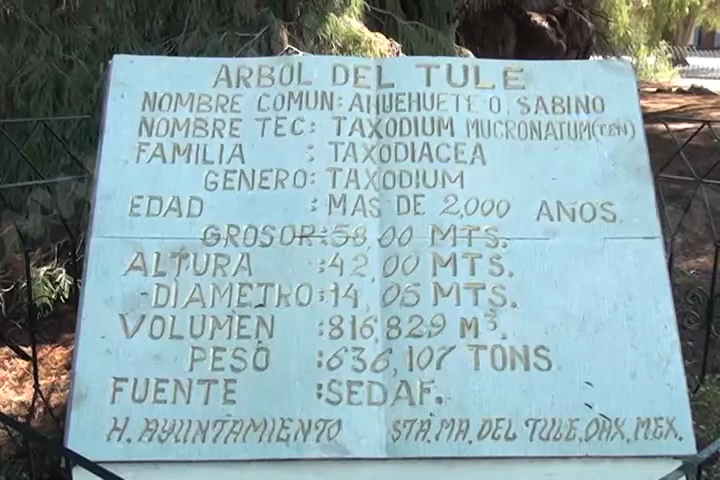 ARBOL DEL TULE
NOMBRE COMUN: AHUEHUETE O SABINO
NOMBRE TEC: TAXODIUM MUCRONATUM (TEN)
FAMILIA : TAXODIACEA
GENERO: TAXODIUM
EDAD : MAS DE 2,000 AÑOS.
GROSOR: 58,00 MTS.
ALTURA : 42,00 MTS.
DIAMETRO: 14,05 MTS.
VOLUMEN : 816,829 M³.
PESO : 636,107 TONS
FUENTE : SEDAF.
H. AYUNTAMIENTO STA. MA. DEL TULE. OAX. MEX.